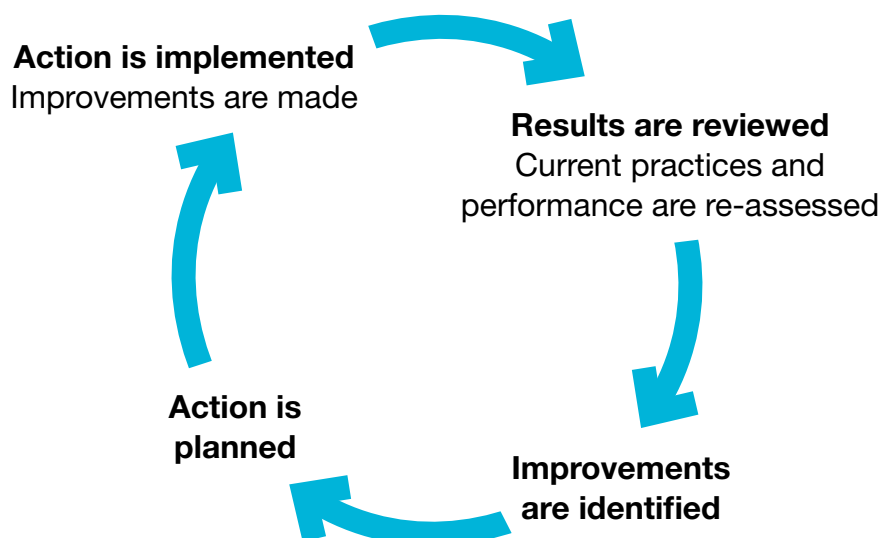 Action is implemented
Improvements are made
Results are reviewed
Current practices and
performance are re-assessed
Improvements
are identified
Action is
planned